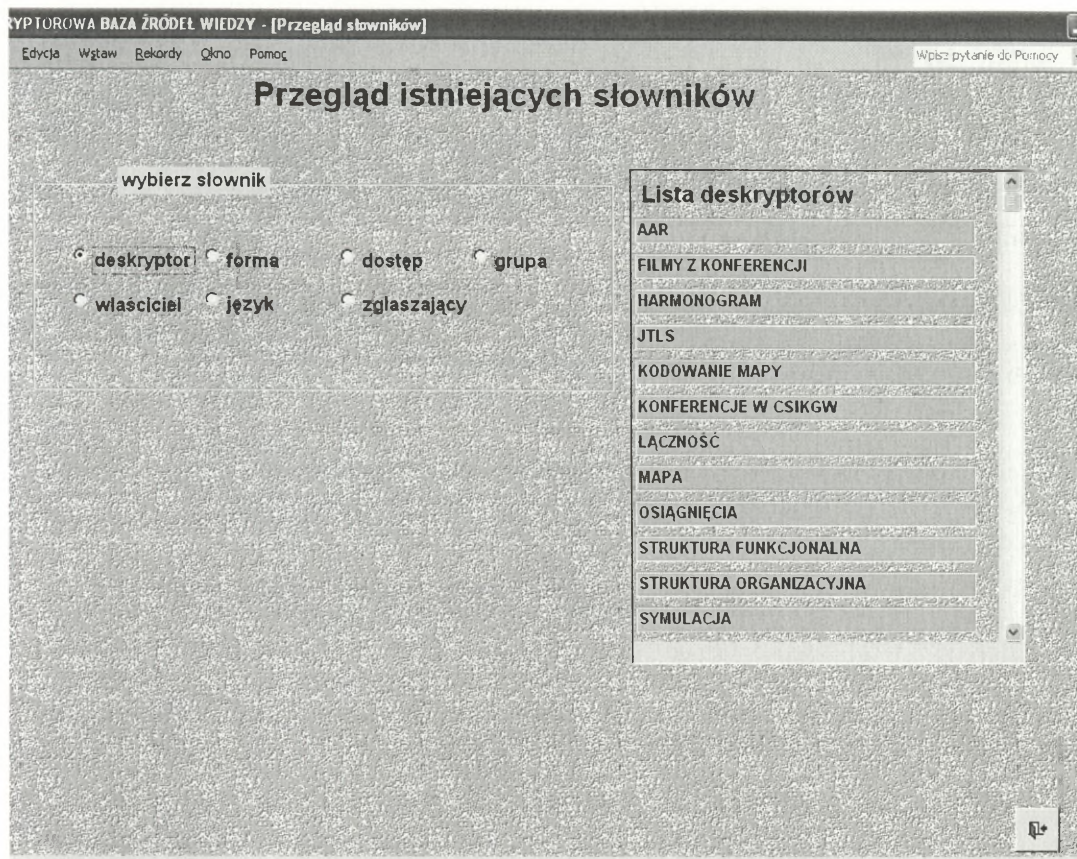 YPTOROWA BAZA ŹRÓDEŁ WIEDZY - [Przegląd słowników]
Edycja Wstaw Rekordy Okno Pomoc Wpisz pytanie do Pomocy
Przegląd istniejących słowników
wybierz słownik
deskryptor forma dostęp grupa
właściciel język zgłaszający
Lista deskryptorów
AAR
FILMY Z KONFERENCJI
HARMONOGRAM
JTLS
KODOWANIE MAPY
KONFERENCJE W CSIKGW
ŁĄCZNOŚĆ
MAPA
OSIĄGNIĘCIA
STRUKTURA FUNKCJONALNA
STRUKTURA ORGANIZACYJNA
SYMULACJA